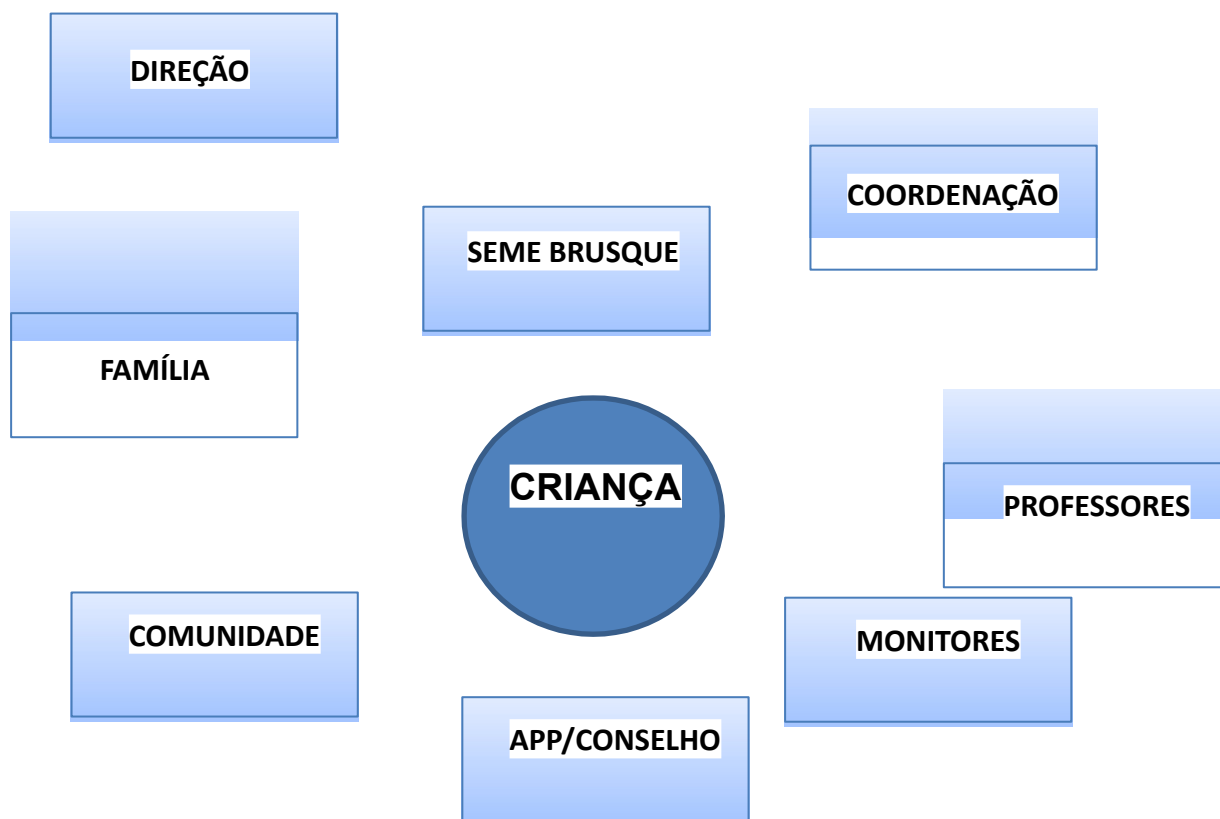 DIREÇÃO
COORDENAÇÃO
SEME BRUSQUE
FAMÍLIA
CRIANÇA
PROFESSORES
COMUNIDADE
MONITORES
APP/CONSELHO